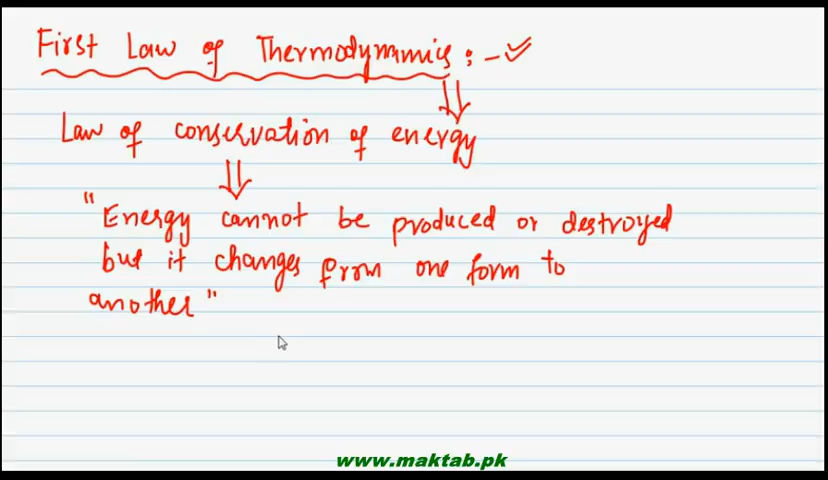 First Law of Thermodynamics : -
Law of conservation of energy
"Energy cannot be produced or destroyed
but it changes from one form to
another"
www.maktab.pk